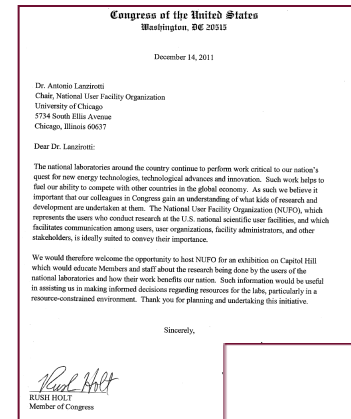 Congress of the United States
Washington, DC 20515
December 14, 2011
Dr. Antonio Lanzirotti
Chair, National User Facility Organization
University of Chicago
5734 South Ellis Avenue
Chicago, Illinois 60637
Dear Dr. Lanzirotti:
The national laboratories around the country continue to perform work critical to our nation's
quest for new energy technologies, technological advances and innovation. Such work helps to
fuel our ability to compete with other countries in the global economy. As such we believe it
important that our colleagues in Congress gain an understanding of what kinds of research and
development are undertaken at them. The National User Facility Organization (NUFO), which
represents the users who conduct research at the U.S. national scientific user facilities, and which
facilitates communication among users, user organizations, facility administrators, and other
stakeholders, is ideally suited to convey their importance.
We would therefore welcome the opportunity to host NUFO for an exhibition on Capitol Hill
which would educate Members and staff about the research being done by the users of the
national laboratories and how their work benefits our nation. Such information would be useful
in assisting us in making informed decisions regarding resources for the labs, particularly in a
resource-constrained environment. Thank you for planning and undertaking this initiative.
Sincerely,
Rush Holt
RUSH HOLT
Member of Congress